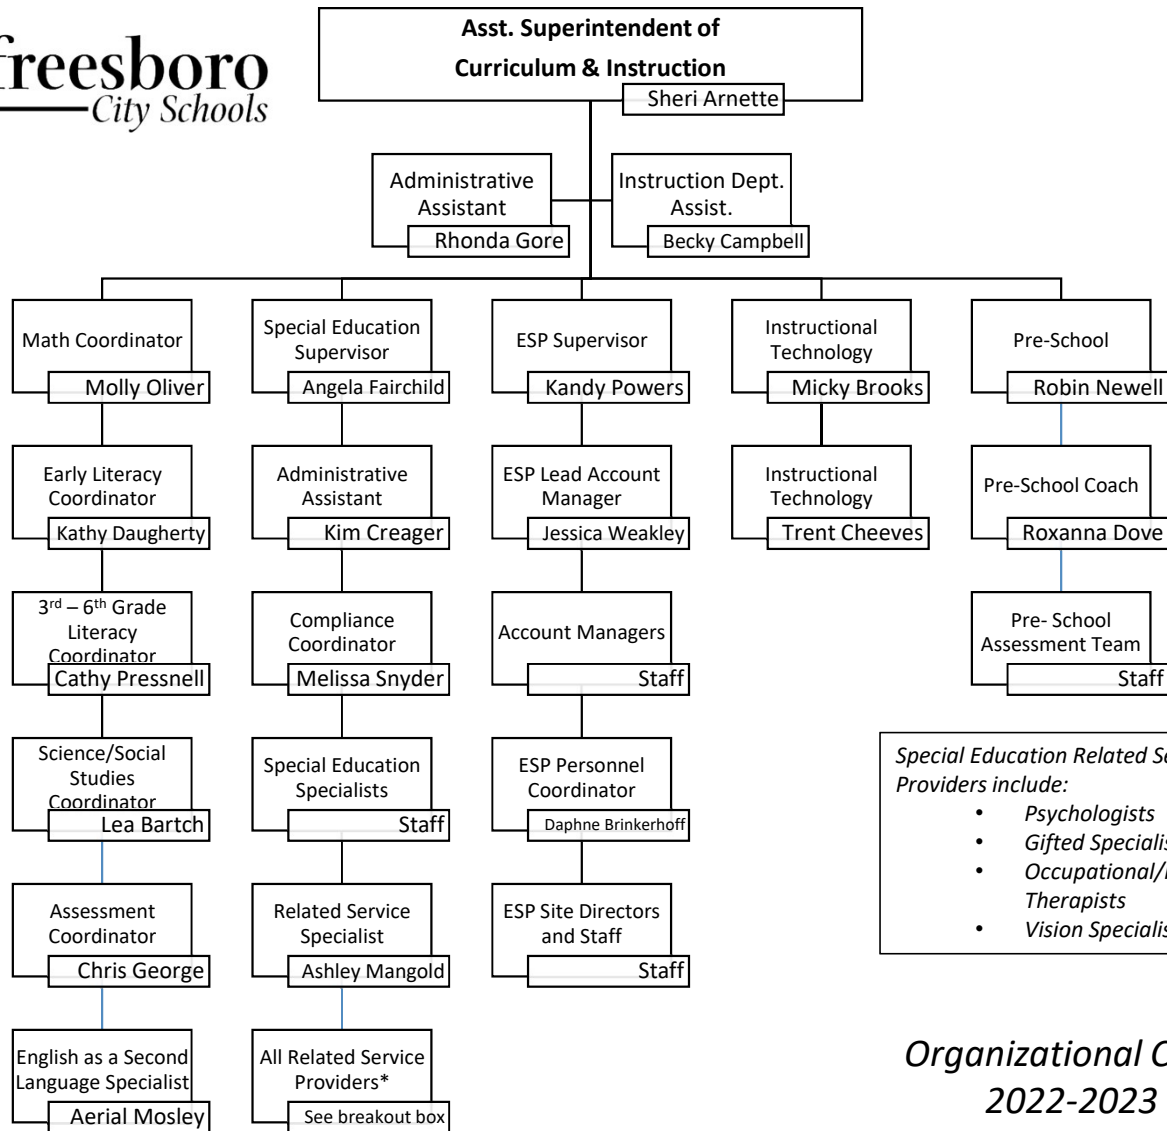 freesboro
City Schools
Asst. Superintendent of
Curriculum & Instruction
Sheri Arnette
Administrative
Assistant
Rhonda Gore
Instruction Dept.
Assist.
Becky Campbell
Math Coordinator
Molly Oliver
Special Education
Supervisor
Angela Fairchild
ESP Supervisor
Kandy Powers
Instructional
Technology
Micky Brooks
Pre-School
Robin Newell
Early Literacy
Coordinator
Kathy Daugherty
Administrative
Assistant
Kim Creager
ESP Lead Account
Manager
Jessica Weakley
Instructional
Technology
Trent Cheeves
Pre-School Coach
Roxanna Dove
3rd – 6th Grade
Literacy
Coordinator
Cathy Pressnell
Compliance
Coordinator
Melissa Snyder
Account Managers
Staff
Pre- School
Assessment Team
Staff
Science/Social
Studies
Coordinator
Lea Bartch
Special Education
Specialists
Staff
ESP Personnel
Coordinator
Daphne Brinkerhoff
Special Education Related Se
Providers include:
• Psychologists
• Gifted Specialis
• Occupational/
Therapists
• Vision Specialis
Assessment
Coordinator
Chris George
Related Service
Specialist
Ashley Mangold
ESP Site Directors
and Staff
Staff
English as a Second
Language Specialist
Aerial Mosley
All Related Service
Providers*
See breakout box
Organizational C
2022-2023